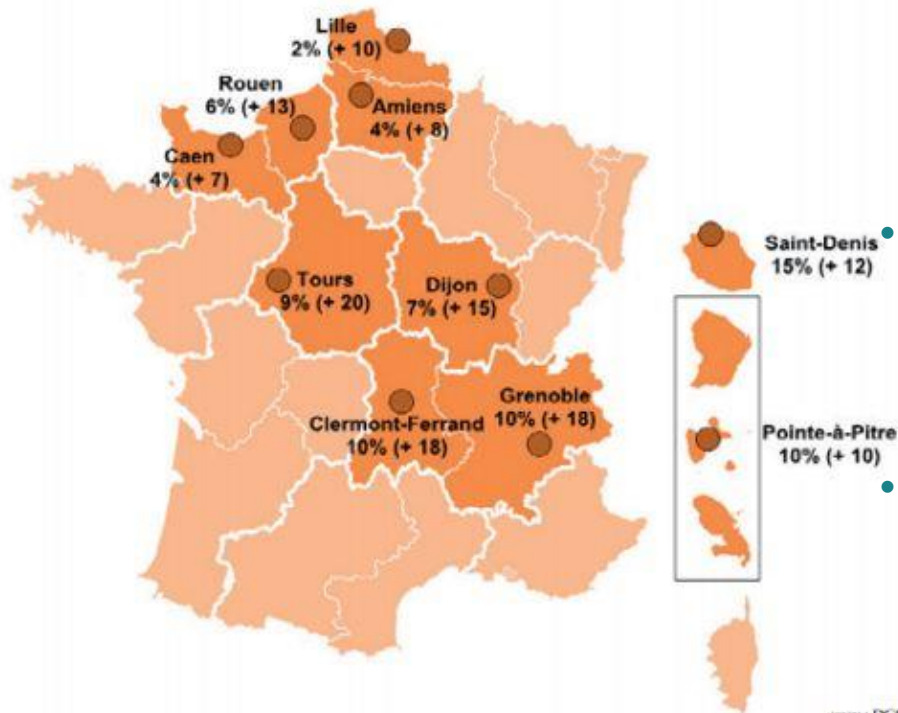 Lille
2% (+ 10)
Rouen
6% (+ 13)
Amiens
4% (+ 8)
Caen
4% (+ 7)
Saint-Denis
15% (+ 12)
Tours
9% (+ 20)
Dijon
7% (+ 15)
Grenoble
10% (+ 18)
Clermont-Ferrand
10% (+ 18)
Pointe-à-Pitre
10% (+ 10)